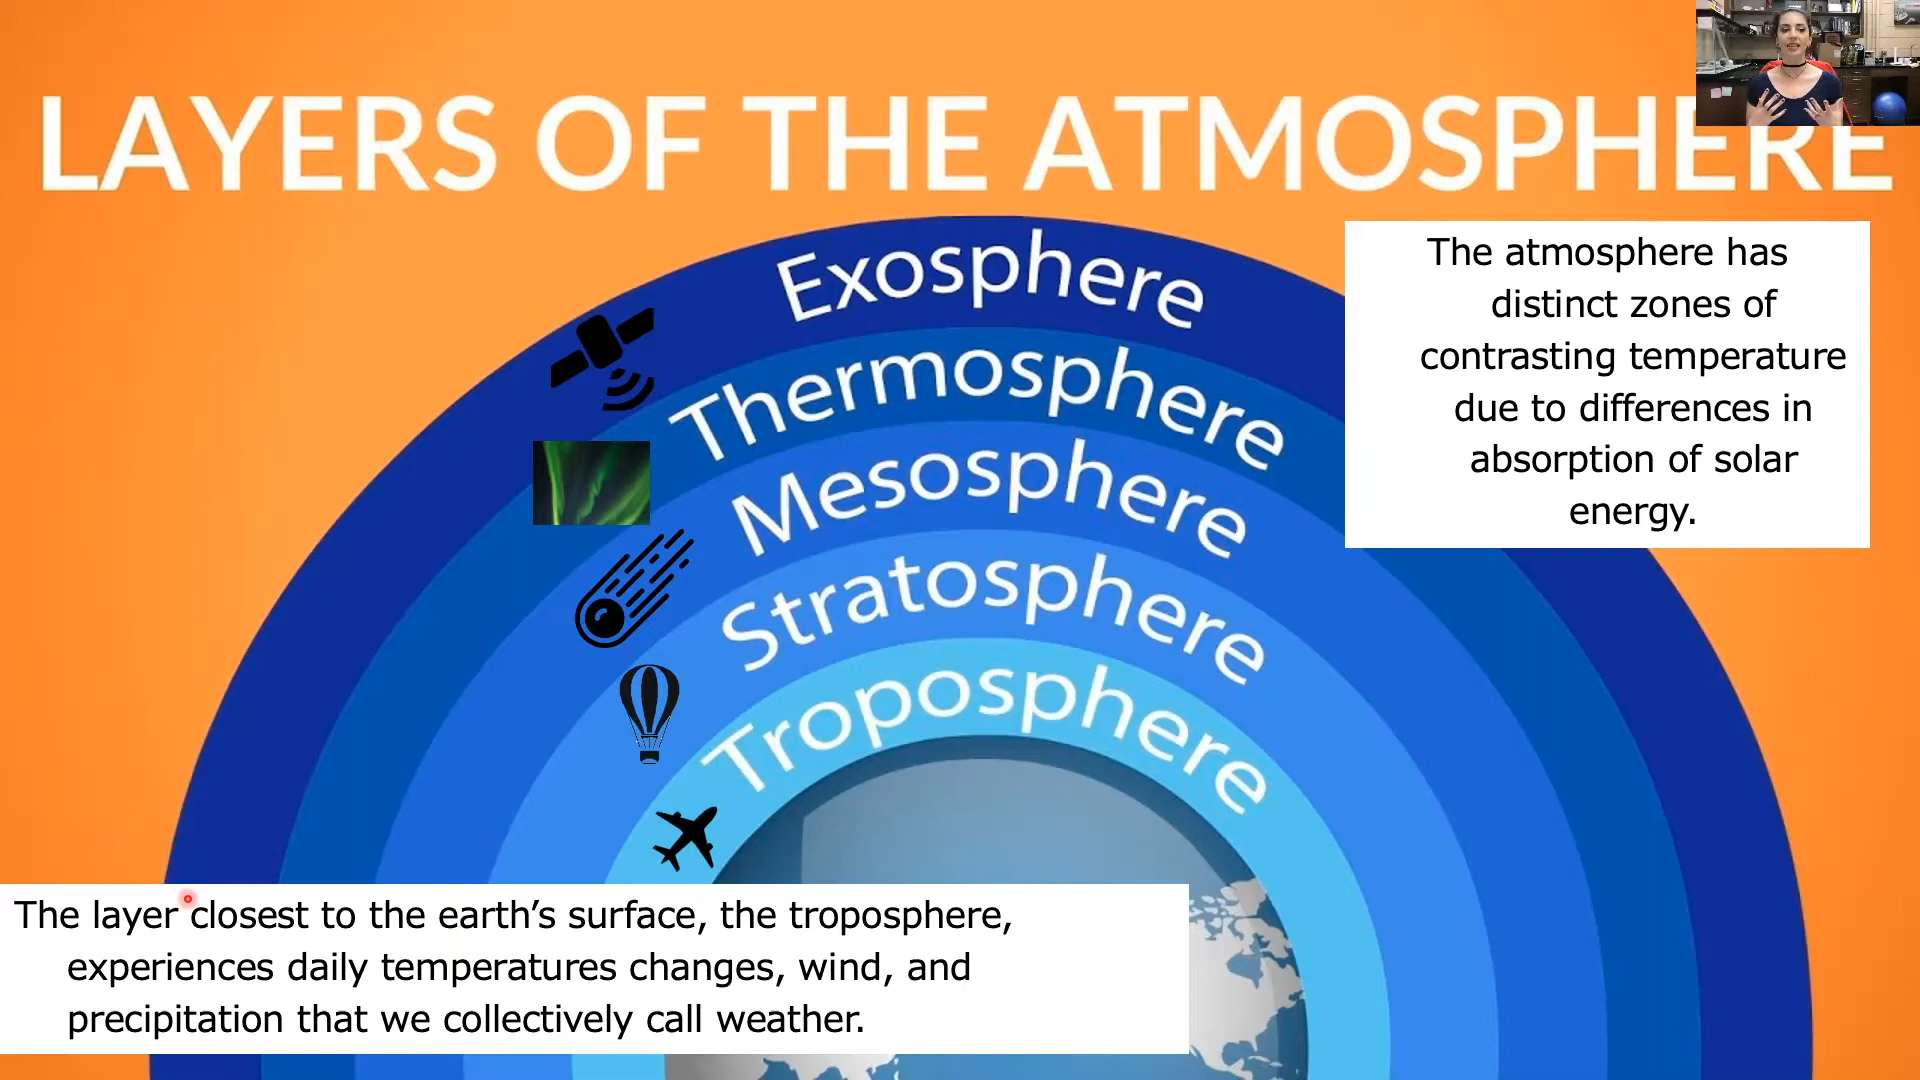 LAYERS OF THE ATMOSPHERE
Exosphere
Thermosphere
Mesosphere
Stratosphere
Troposphere
The atmosphere has
distinct zones of
contrasting temperature
due to differences in
absorption of solar
energy.
The layer closest to the earth’s surface, the troposphere,
experiences daily temperatures changes, wind, and
precipitation that we collectively call weather.